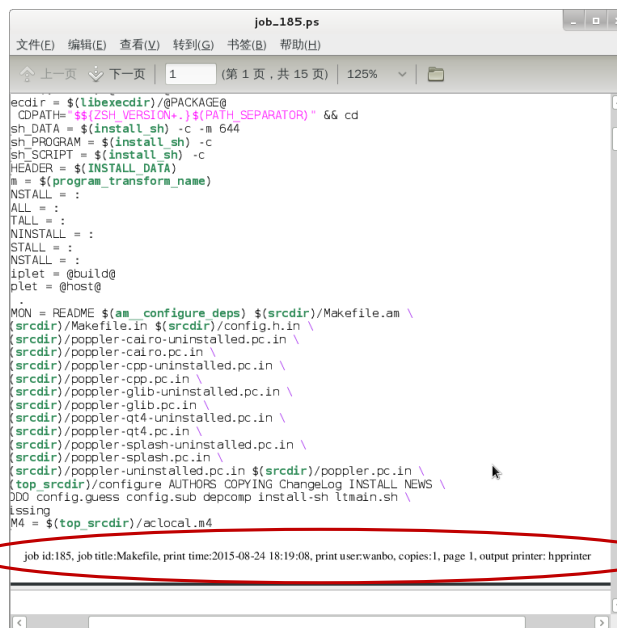 job_185.ps
文件(F) 编辑(E) 查看(V) 转到(G) 书签(B) 帮助(H)
上一页 下一页 1 (第 1 页，共 15 页) 125%
ecdir = $(libexecdir)/@PACKAGE@
CDPATH="$${ZSH_VERSION+.}$(PATH_SEPARATOR)" && cd
sh_DATA = $(install_sh) -c -m 644
sh_PROGRAM = $(install_sh) -c
sh_SCRIPT = $(install_sh) -c
HEADER = $(INSTALL_DATA)
m = $(program_transform_name)
NSTALL = :
ALL = :
TALL = :
NINSTALL = :
STALL = :
NSTALL = :
iplet = @build@
plet = @host@
.
MON = README $(am__configure_deps) $(srcdir)/Makefile.am \
(srcdir)/Makefile.in $(srcdir)/config.h.in \
(srcdir)/poppler-cairo-uninstalled.pc.in \
(srcdir)/poppler-cairo.pc.in \
(srcdir)/poppler-cpp-uninstalled.pc.in \
(srcdir)/poppler-cpp.pc.in \
(srcdir)/poppler-glib-uninstalled.pc.in \
(srcdir)/poppler-glib.pc.in \
(srcdir)/poppler-qt4-uninstalled.pc.in \
(srcdir)/poppler-qt4.pc.in \
(srcdir)/poppler-splash-uninstalled.pc.in \
(srcdir)/poppler-splash.pc.in \
(srcdir)/poppler-uninstalled.pc.in $(srcdir)/poppler.pc.in \
(top_srcdir)/configure AUTHORS COPYING ChangeLog INSTALL NEWS \
ODO config.guess config.sub depcomp install-sh ltmain.sh \
issing
M4 = $(top_srcdir)/aclocal.m4
job id:185, job title:Makefile, print time:2015-08-24 18:19:08, print user:wanbo, copies:1, page 1, output printer: hpprinter